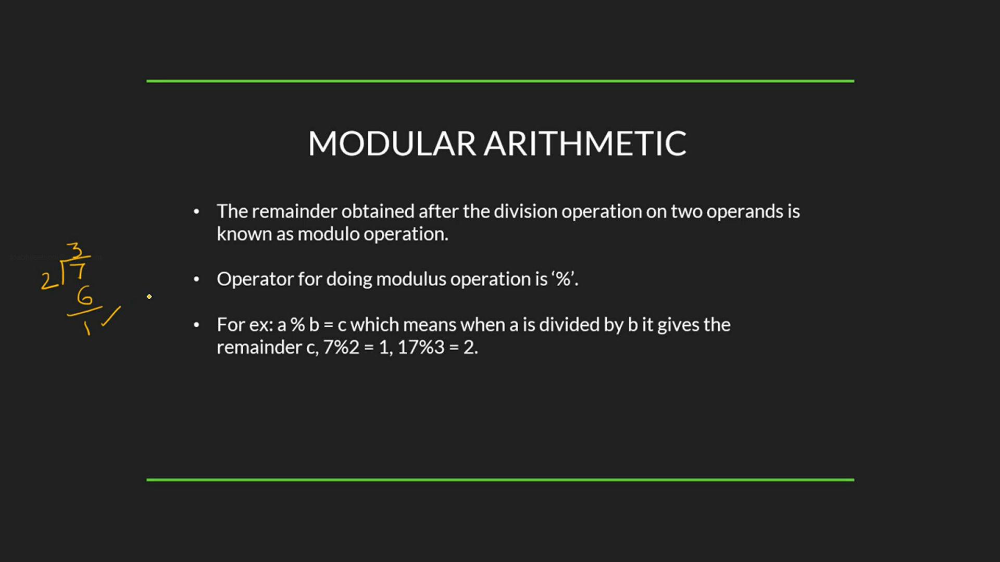 MODULAR ARITHMETIC
• The remainder obtained after the division operation on two operands is
known as modulo operation.
• Operator for doing modulus operation is ‘%’.
• For ex: a % b = c which means when a is divided by b it gives the
remainder c, 7%2 = 1, 17%3 = 2.
3
2 7
6
1